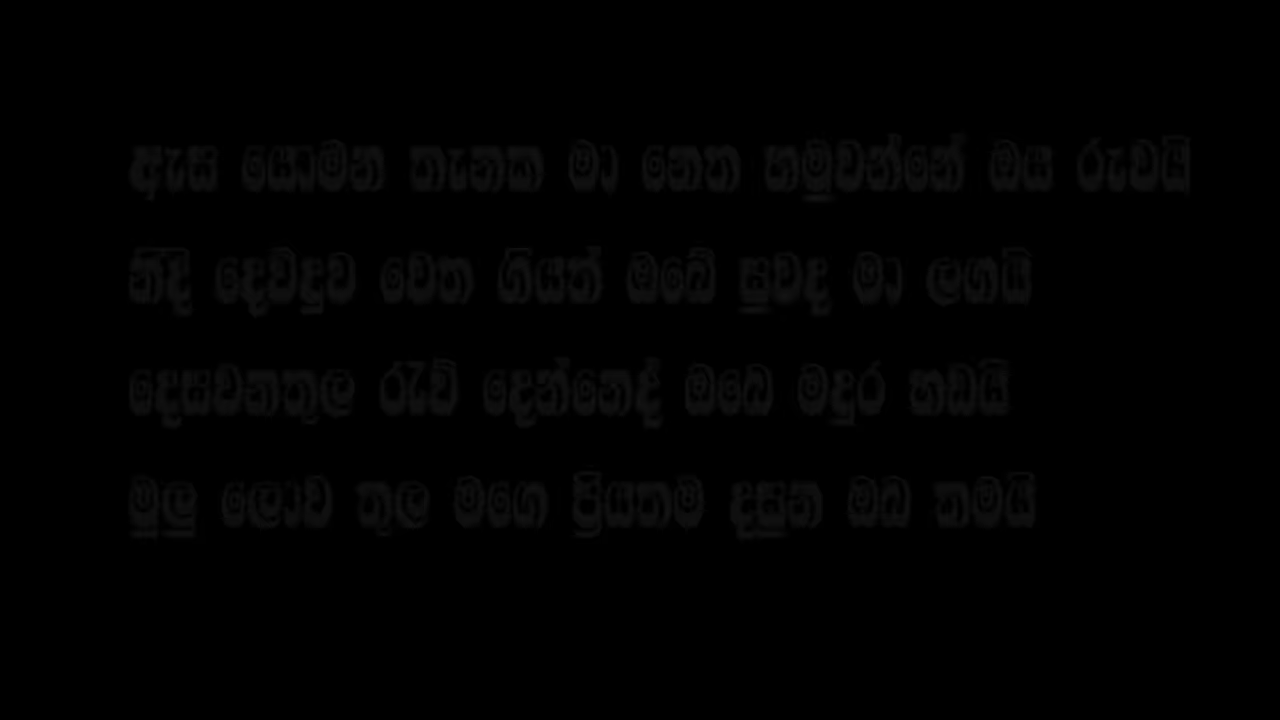 ඇස යොමන තැනක මා නෙත හමුවන්නේ ඔය රුවයි
නිදි දෙව්දුව වෙත ගියත් ඔබේ සුවඳ මා ලඟයි
දෙසවනතුල රැව් දෙන්නෙද් ඔබෙ මදුර හඬයි
මුලු ලොව තුල මගෙ ප්‍රියතම දසුන ඔබ තමයි